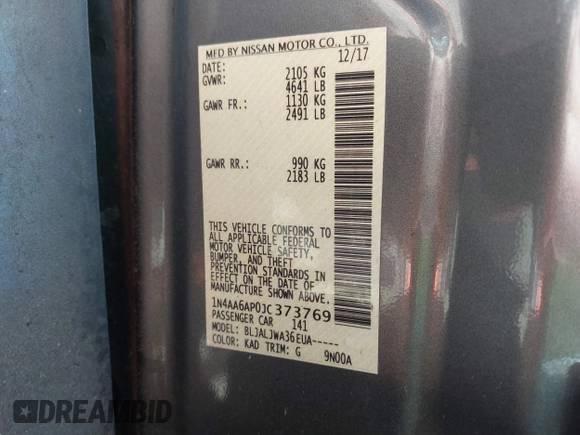 MFD BY NISSAN MOTOR CO., LTD.
DATE: 12/17
GVWR: 2105 KG
4641 LB
GAWR FR.: 1130 KG
2491 LB
GAWR RR.: 990 KG
2183 LB
THIS VEHICLE CONFORMS TO
ALL APPLICABLE FEDERAL
MOTOR VEHICLE SAFETY,
BUMPER, AND THEFT
PREVENTION STANDARDS IN
EFFECT ON THE DATE OF
MANUFACTURE SHOWN ABOVE.
1N4AA6AP0JC373769
PASSENGER CAR 141
MODEL: BLJALJWA36EUA-----
COLOR: KAD TRIM: G 9N00A
DREAMBID